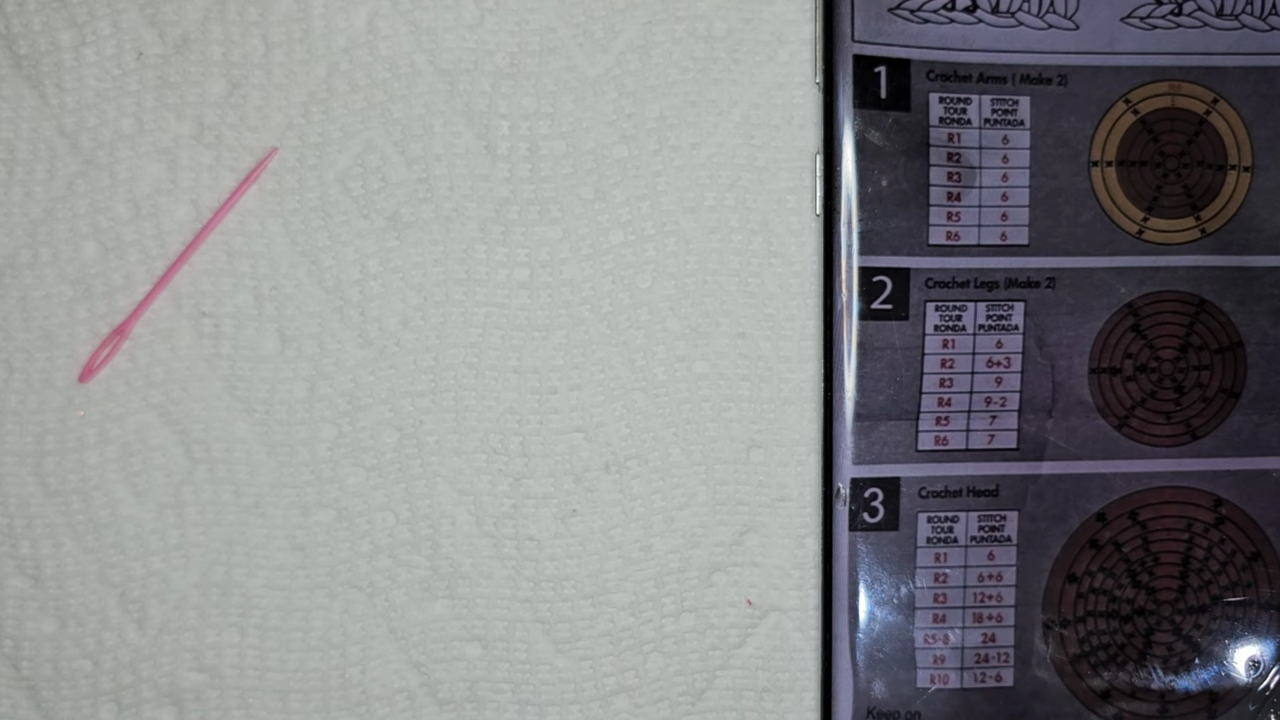 1
Crochet Arms ( Make 2)
ROUND TOUR RONDA STITCH POINT PUNTADA
R1 6
R2 6
R3 6
R4 6
R5 6
R6 6
2
Crochet Legs (Make 2)
ROUND TOUR RONDA STITCH POINT PUNTADA
R1 6
R2 6+3
R3 9
R4 9-2
R5 7
R6 7
3
Crochet Head
ROUND TOUR RONDA STITCH POINT PUNTADA
R1 6
R2 6+6
R3 12+6
R4 18+6
R5-8 24
R9 24-12
R10 12-6
Keep on